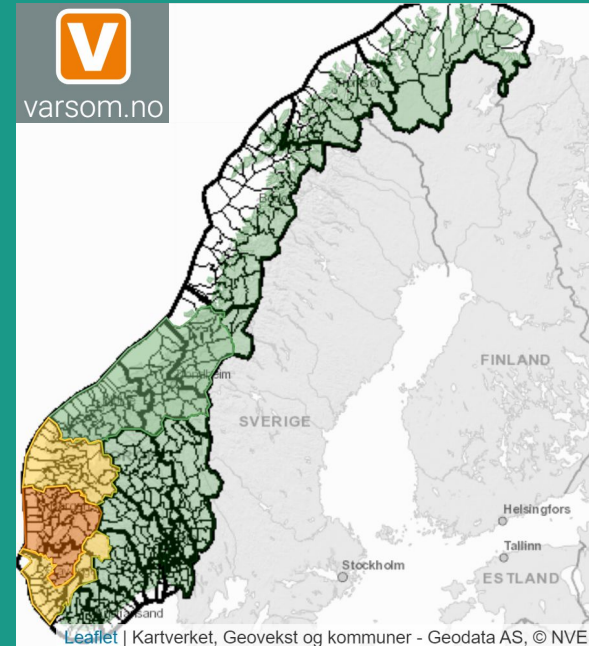 V
varsom.no
FINLAND
SVERIGE
Helsingfors
Tallinn
Stockholm
ESTLAND
Leaflet | Kartverket, Geovekst og kommuner - Geodata AS, © NVE